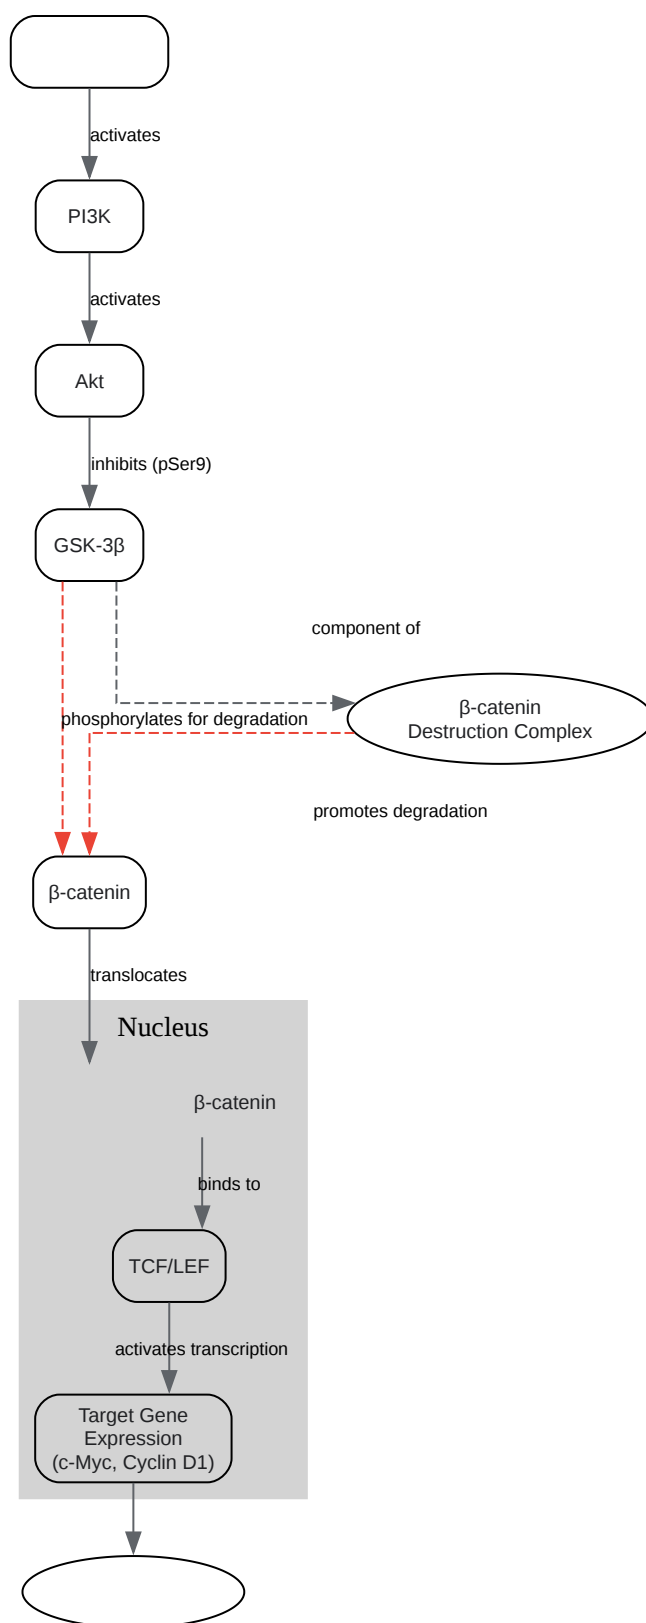 activates
PI3K
activates
Akt
inhibits (pSer9)
GSK-3β
component of
β-catenin
Destruction Complex
phosphorylates for degradation
promotes degradation
β-catenin
translocates
Nucleus
β-catenin
binds to
TCF/LEF
activates transcription
Target Gene
Expression
(c-Myc, Cyclin D1)